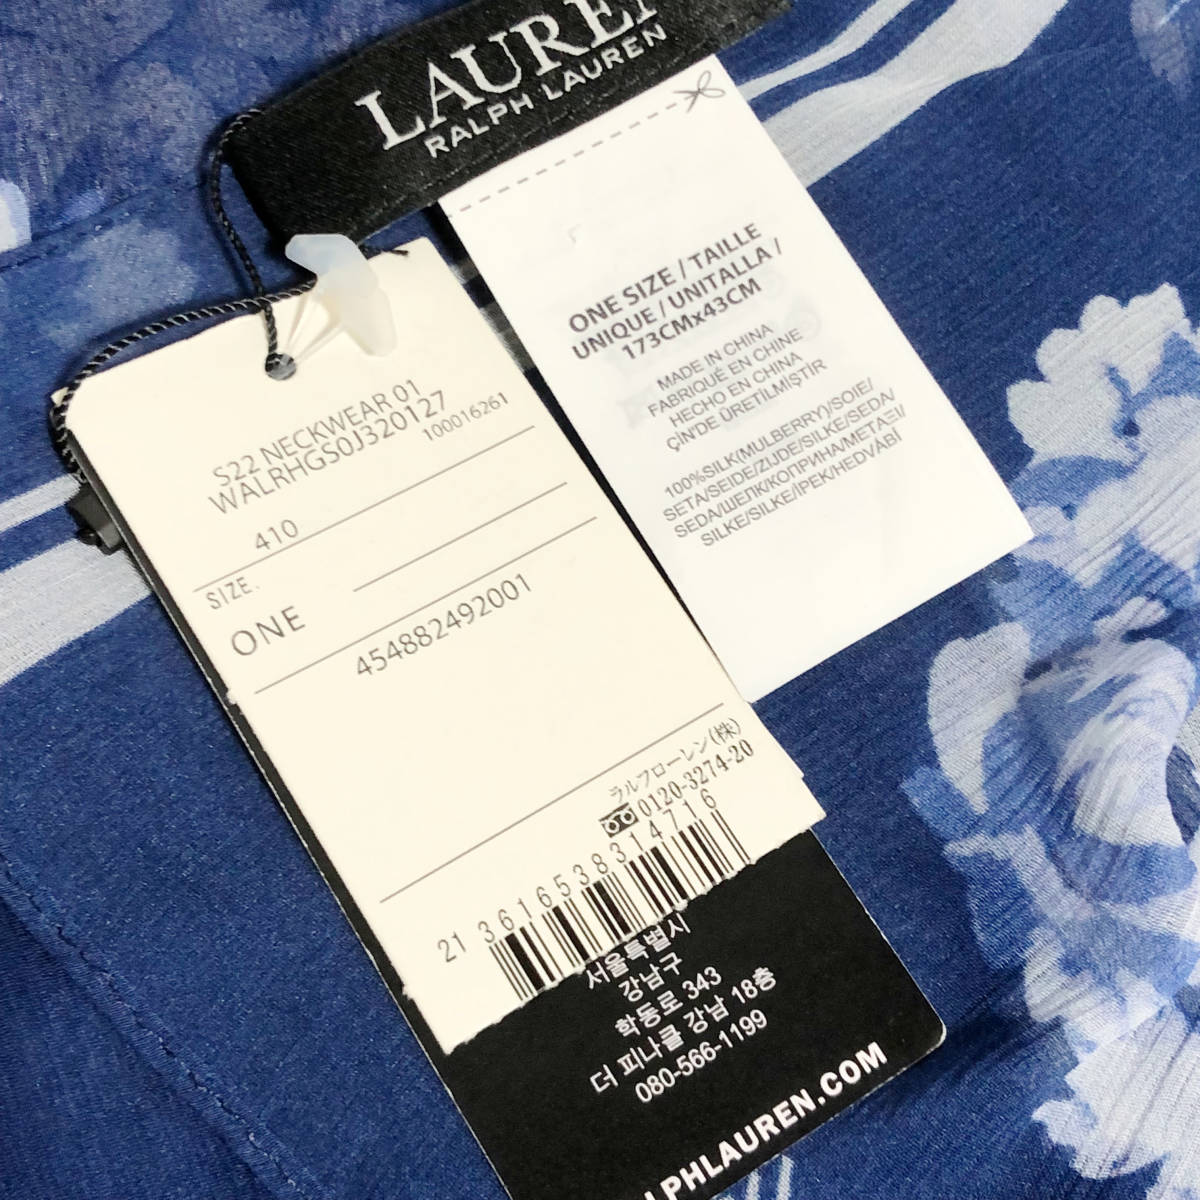 LAUREN
RALPH LAUREN
ONE SIZE / TAILLE
UNIQUE / UNITALLA /
173CMx43CM
MADE IN CHINA
FABRIQUÉ EN CHINE
HECHO EN CHINA
ÇİN'DE ÜRETİLMİŞTİR
100%SILK(MULBERRY)/SOIE/
SETA/SEIDE/ZIJDE/SILKE/SEDA/
SEDA/ШЕЛК/КОПРИНА/ΜΕΤΑΞΙ/
SILKE/SILKE/İPEK/HEDVÁBÍ
S22 NECKWEAR 01
WALRHGS0J320127
100016261
410
SIZE.
ONE
454882492001
ラルフローレン(株)
0120-3274-20
21 3616538314716
서울특별시
강남구
학동로 343
더 피나클 강남 18층
080-566-1199
LPHLAUREN.COM